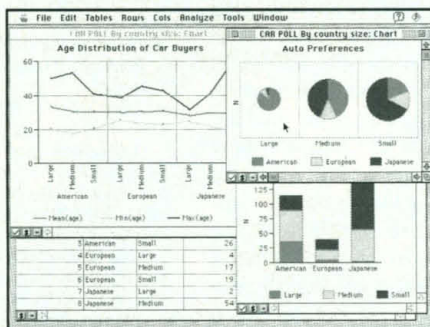 File Edit Tables Rows Cols Analyze Tools Window
CAR POLL By country size: Chart
Age Distribution of Car Buyers
60
40
20
0
Large
Medium
Small
Large
Medium
Small
Large
Medium
American
European
Japanese
Mean(age) Min(age) Max(age)
CAR POLL By country size: Chart
Auto Preferences
N
Large Medium Small
American European Japanese
3 American Small 26
4 European Large 4
5 European Medium 17
6 European Small 19
7 Japanese Large 2
8 Japanese Medium 54
N
125
100
75
50
25
0
American European Japanese
Large Medium Small